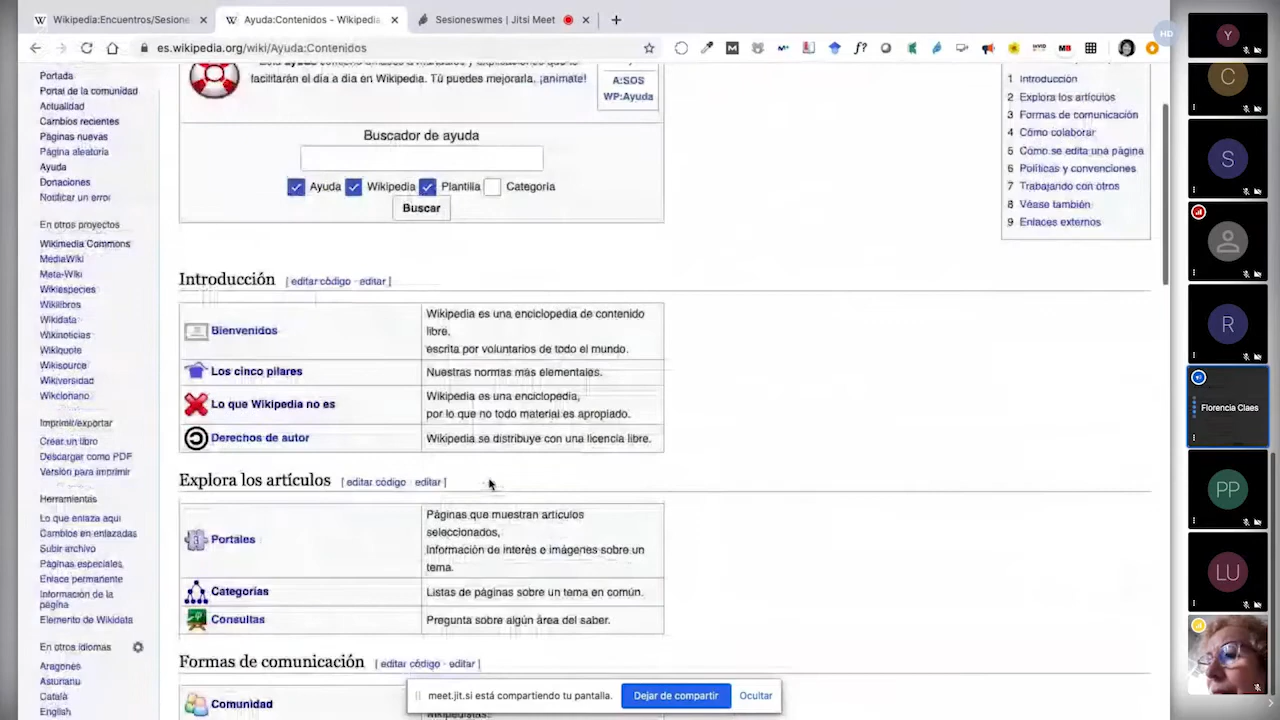 Wikipedia:Encuentros/Sesione
Ayuda:Contenidos - Wikipedia
Sesioneswmes | Jitsi Meet
es.wikipedia.org/wiki/Ayuda:Contenidos
HD
Portada
Portal de la comunidad
Actualidad
Cambios recientes
Páginas nuevas
Página aleatoria
Ayuda
Donaciones
Notificar un error
En otros proyectos
Wikimedia Commons
MediaWiki
Meta-Wiki
Wikiespecies
Wikilibros
Wikidata
Wikinoticias
Wikiquote
Wikisource
Wikiversidad
Wikcionario
Imprimir/exportar
Crear un libro
Descargar como PDF
Versión para imprimir
Herramientas
Lo que enlaza aquí
Cambios en enlazadas
Subir archivo
Páginas especiales
Enlace permanente
Información de la
página
Elemento de Wikidata
En otros idiomas
Aragonés
Asturianu
Català
English
facilitarán el día a día en Wikipedia. Tú puedes mejorarla, ¡anímate!
A:SOS
WP:Ayuda
Buscador de ayuda
Ayuda Wikipedia Plantilla Categoría
Buscar
1 Introducción
2 Explora los artículos
3 Formas de comunicación
4 Cómo colaborar
5 Cómo se edita una página
6 Políticas y convenciones
7 Trabajando con otros
8 Véase también
9 Enlaces externos
Introducción [ editar código · editar ]
Bienvenidos
Wikipedia es una enciclopedia de contenido
libre,
escrita por voluntarios de todo el mundo.
Los cinco pilares
Nuestras normas más elementales.
Lo que Wikipedia no es
Wikipedia es una enciclopedia,
por lo que no todo material es apropiado.
Derechos de autor
Wikipedia se distribuye con una licencia libre.
Explora los artículos [ editar código · editar ]
Portales
Páginas que muestran artículos
seleccionados,
información de interés e imágenes sobre un
tema.
Categorías
Listas de páginas sobre un tema en común.
Consultas
Pregunta sobre algún área del saber.
Formas de comunicación [ editar código · editar ]
Comunidad
wikipedistas:
meet.jit.si está compartiendo tu pantalla.
Dejar de compartir
Ocultar
Y
C
S
R
Florencia Claes
PP
LU